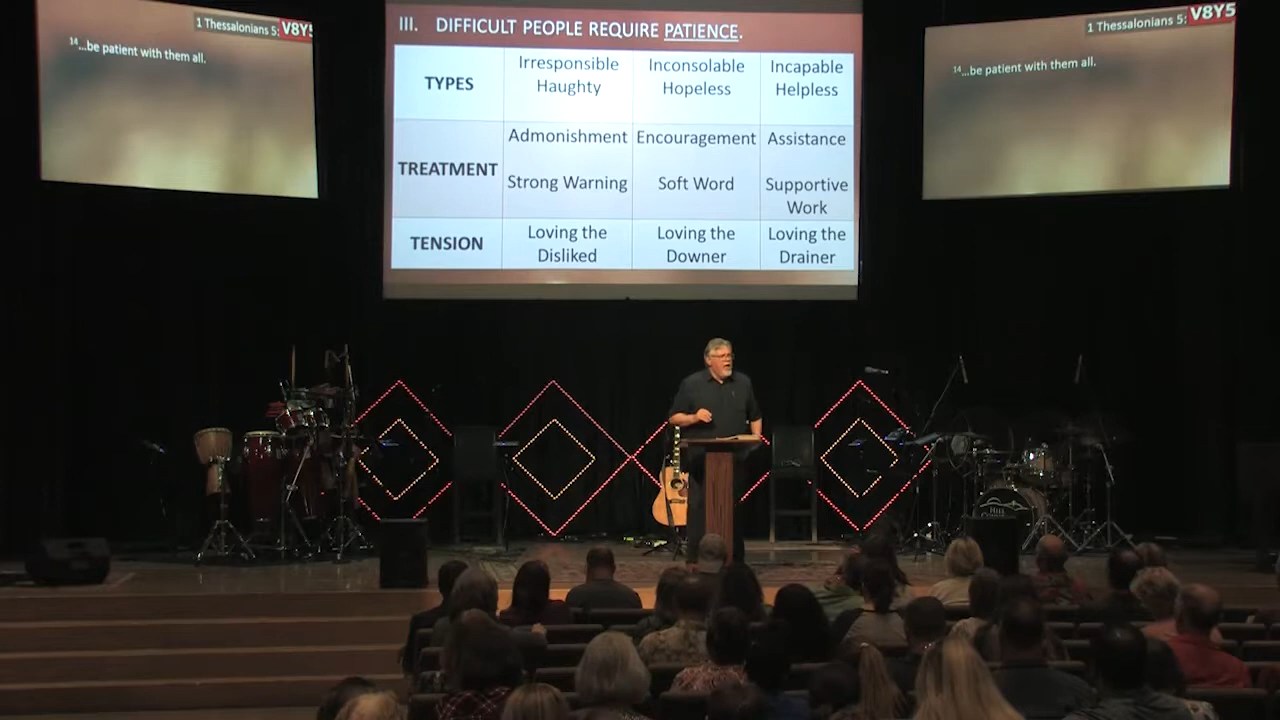 1 Thessalonians 5: V8Y5
14...be patient with them all.
III. DIFFICULT PEOPLE REQUIRE PATIENCE.
TYPES
Irresponsible
Haughty
Inconsolable
Hopeless
Incapable
Helpless
TREATMENT
Admonishment
Strong Warning
Encouragement
Soft Word
Assistance
Supportive
Work
TENSION
Loving the
Disliked
Loving the
Downer
Loving the
Drainer
1 Thessalonians 5: V8Y5
14...be patient with them all.
Hill